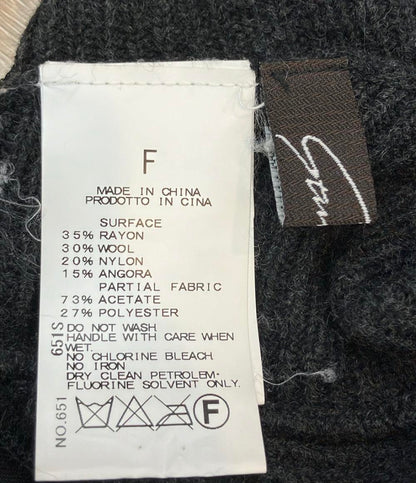 F
MADE IN CHINA
PRODOTTO IN CINA
SURFACE
35% RAYON
30% WOOL
20% NYLON
15% ANGORA
PARTIAL FABRIC
73% ACETATE
27% POLYESTER
DO NOT WASH
HANDLE WITH CARE WHEN
WET.
NO CHLORINE BLEACH
NO IRON
DRY CLEAN PETROLEM-
FLUORINE SOLVENT ONLY.
F
NO.651 651S